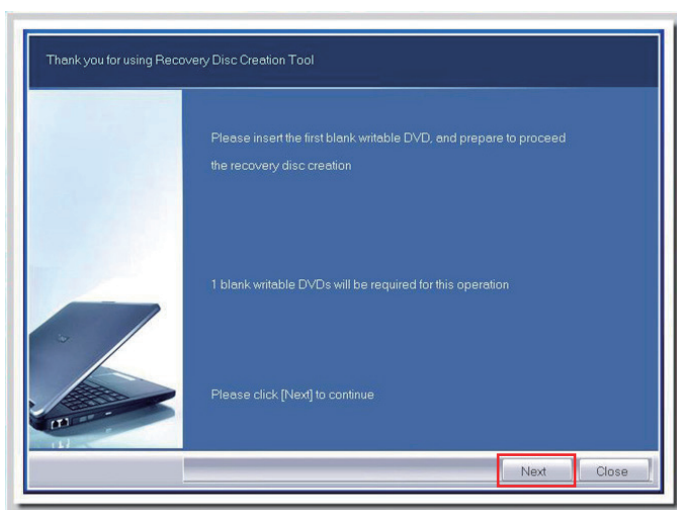 Thank you for using Recovery Disc Creation Tool
Please insert the first blank writable DVD, and prepare to proceed
the recovery disc creation
1 blank writable DVDs will be required for this operation
Please click [Next] to continue
Next
Close